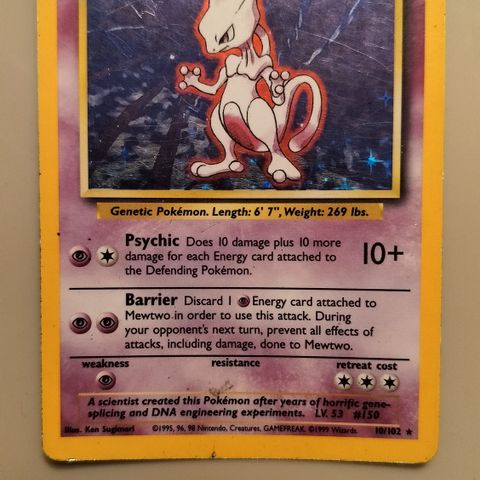 Genetic Pokémon. Length: 6' 7", Weight: 269 lbs.
Psychic Does 10 damage plus 10 more
damage for each Energy card attached to
the Defending Pokémon.
10+
Barrier Discard 1 Energy card attached to
Mewtwo in order to use this attack. During
your opponent's next turn, prevent all effects of
attacks, including damage, done to Mewtwo.
weakness resistance retreat cost
A scientist created this Pokémon after years of horrific gene-
splicing and DNA engineering experiments. LV. 53 #150
Illus. Ken Sugimori ©1995, 96, 98 Nintendo, Creatures, GAMEFREAK. ©1999 Wizards. 10/102 ★